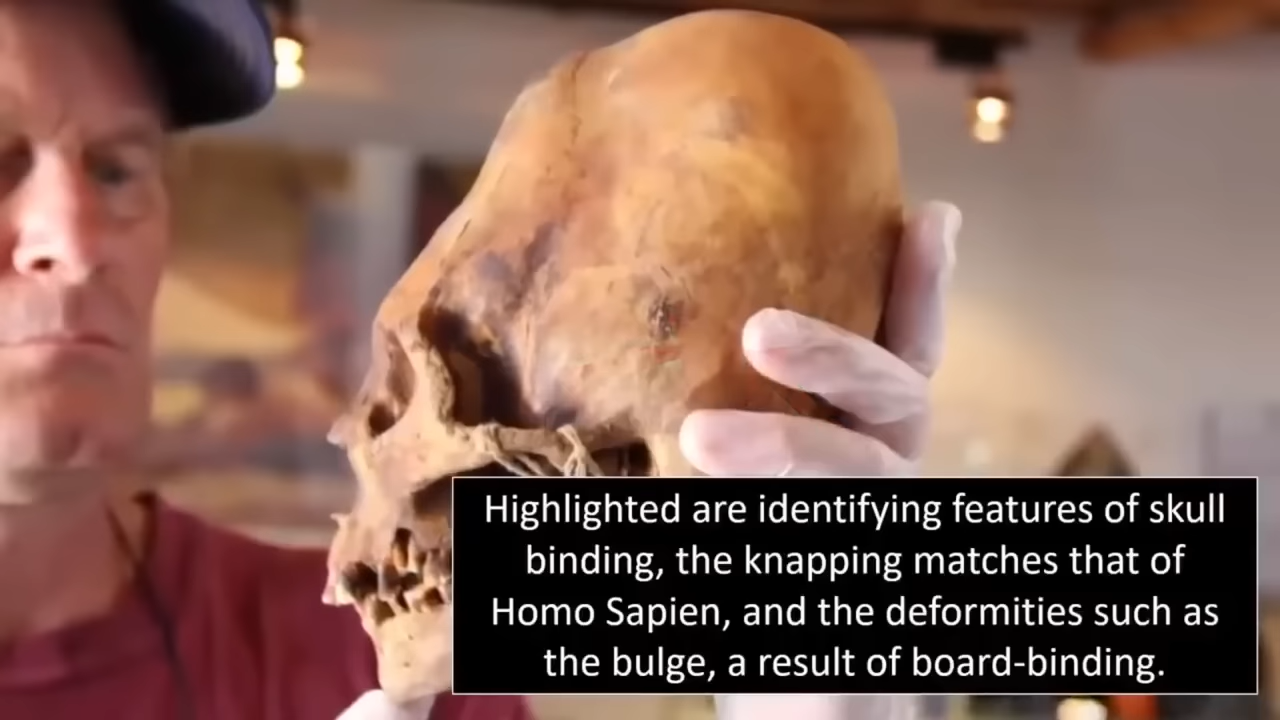 Highlighted are identifying features of skull
binding, the knapping matches that of
Homo Sapien, and the deformities such as
the bulge, a result of board-binding.